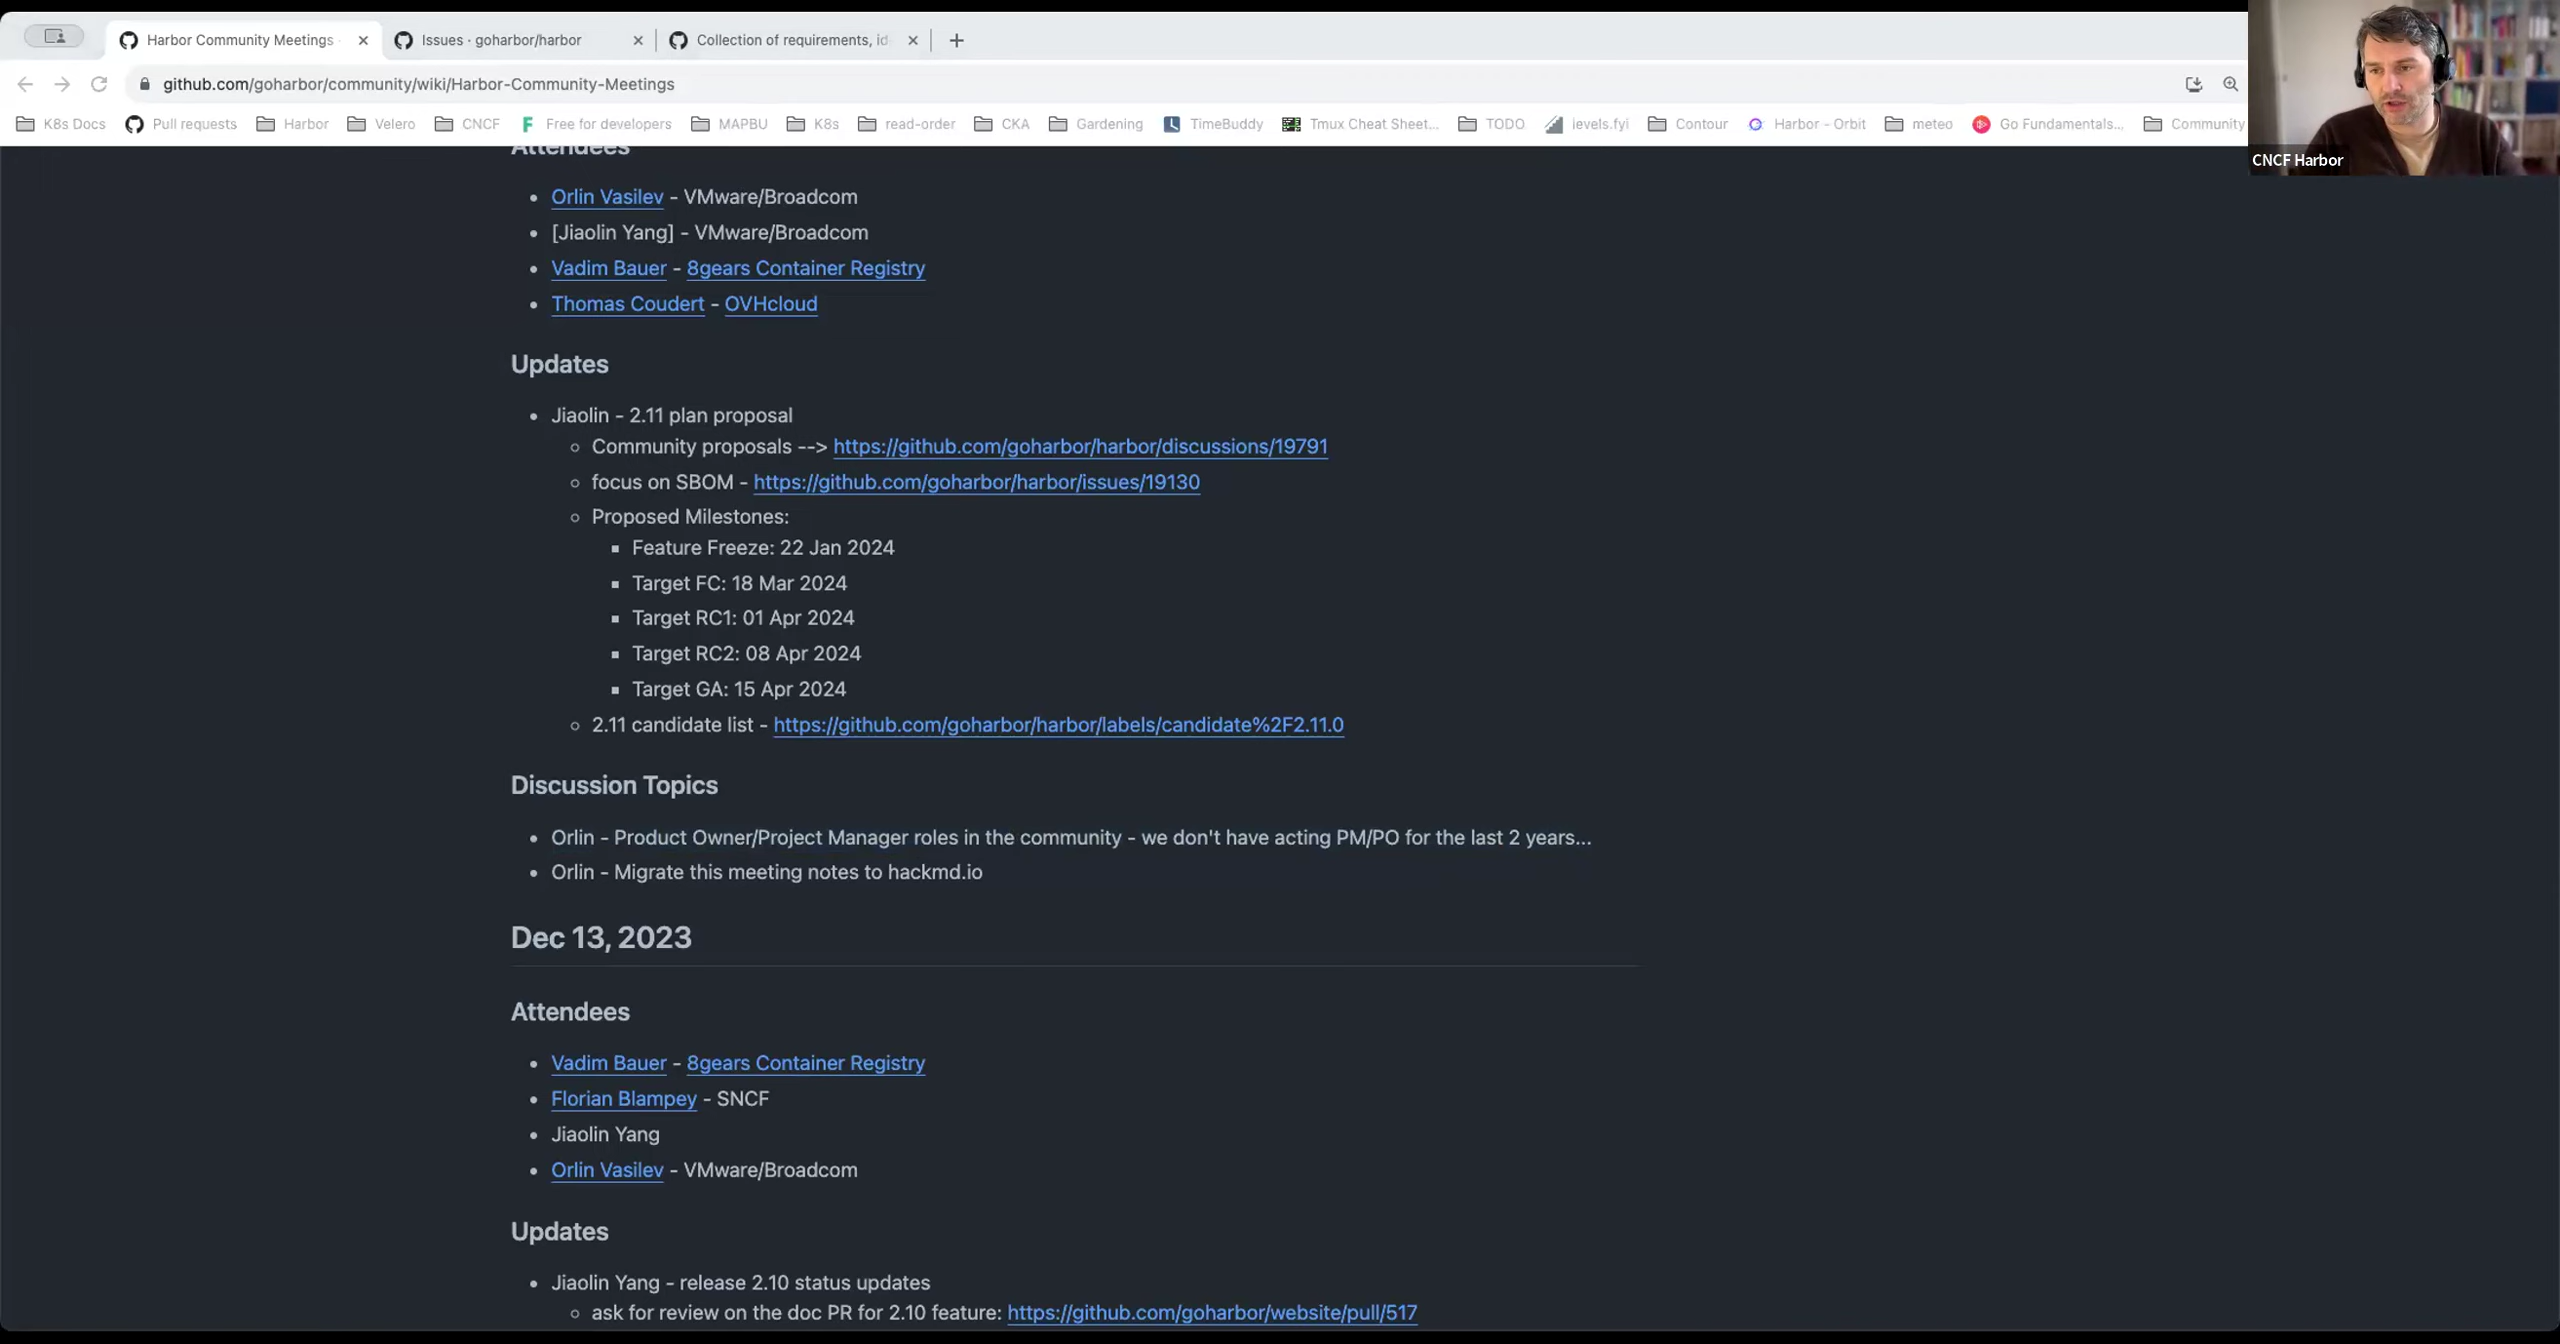 Harbor Community Meetings
Issues · goharbor/harbor
Collection of requirements, id
github.com/goharbor/community/wiki/Harbor-Community-Meetings
K8s Docs
Pull requests
Harbor
Velero
CNCF
Free for developers
MAPBU
K8s
read-order
CKA
Gardening
TimeBuddy
Tmux Cheat Sheet...
TODO
levels.fyi
Contour
Harbor - Orbit
meteo
Go Fundamentals...
Community
CNCF Harbor
Attendees
Orlin Vasilev - VMware/Broadcom
[Jiaolin Yang] - VMware/Broadcom
Vadim Bauer - 8gears Container Registry
Thomas Coudert - OVHcloud
Updates
Jiaolin - 2.11 plan proposal
Community proposals --> https://github.com/goharbor/harbor/discussions/19791
focus on SBOM - https://github.com/goharbor/harbor/issues/19130
Proposed Milestones:
Feature Freeze: 22 Jan 2024
Target FC: 18 Mar 2024
Target RC1: 01 Apr 2024
Target RC2: 08 Apr 2024
Target GA: 15 Apr 2024
2.11 candidate list - https://github.com/goharbor/harbor/labels/candidate%2F2.11.0
Discussion Topics
Orlin - Product Owner/Project Manager roles in the community - we don't have acting PM/PO for the last 2 years...
Orlin - Migrate this meeting notes to hackmd.io
Dec 13, 2023
Attendees
Vadim Bauer - 8gears Container Registry
Florian Blampey - SNCF
Jiaolin Yang
Orlin Vasilev - VMware/Broadcom
Updates
Jiaolin Yang - release 2.10 status updates
ask for review on the doc PR for 2.10 feature: https://github.com/goharbor/website/pull/517